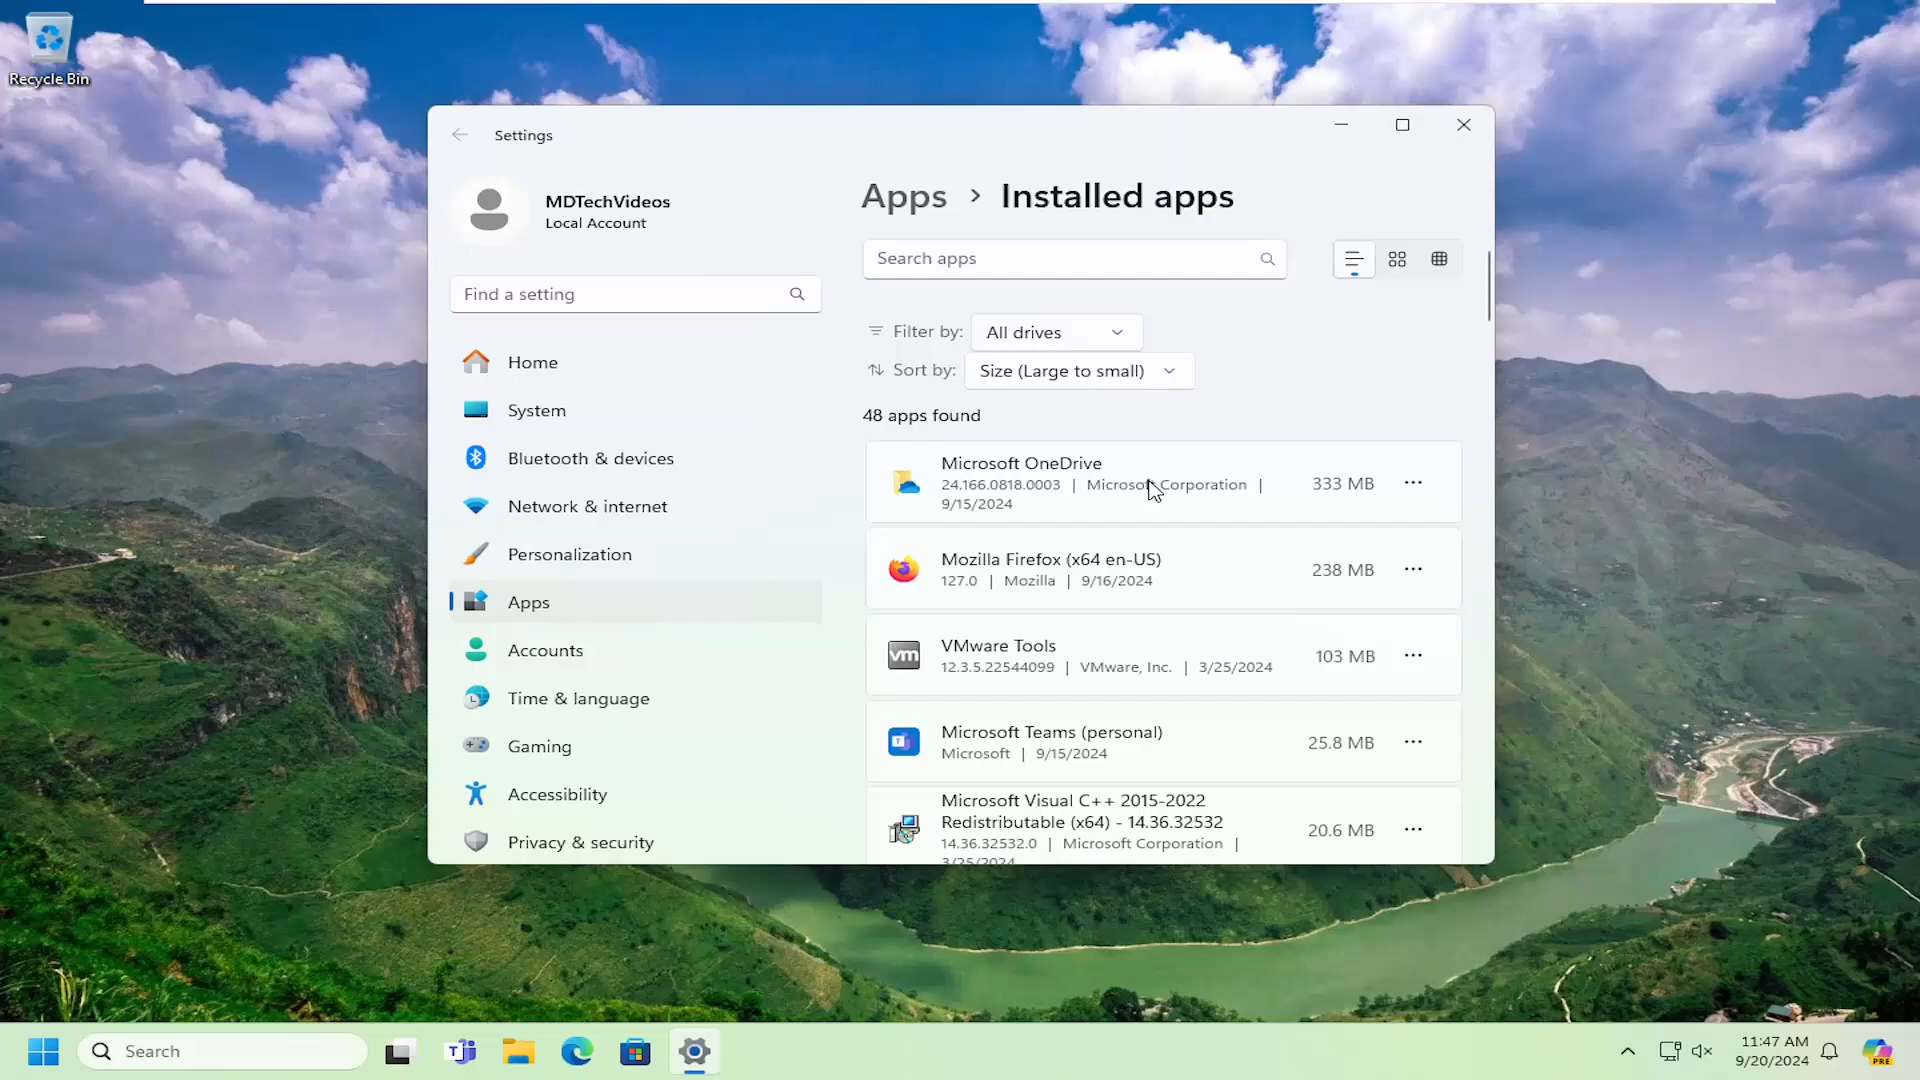 Recycle Bin
Settings
MDTechVideos
Local Account
Find a setting
Home
System
Bluetooth & devices
Network & internet
Personalization
Apps
Accounts
Time & language
Gaming
Accessibility
Privacy & security
Apps > Installed apps
Search apps
Filter by: All drives
Sort by: Size (Large to small)
48 apps found
Microsoft OneDrive
24.166.0818.0003 | Microsoft Corporation |
9/15/2024
333 MB
Mozilla Firefox (x64 en-US)
127.0 | Mozilla | 9/16/2024
238 MB
vm
VMware Tools
12.3.5.22544099 | VMware, Inc. | 3/25/2024
103 MB
Microsoft Teams (personal)
Microsoft | 9/15/2024
25.8 MB
Microsoft Visual C++ 2015-2022
Redistributable (x64) - 14.36.32532
14.36.32532.0 | Microsoft Corporation |
3/25/2024
20.6 MB
Search
11:47 AM
9/20/2024
PRE